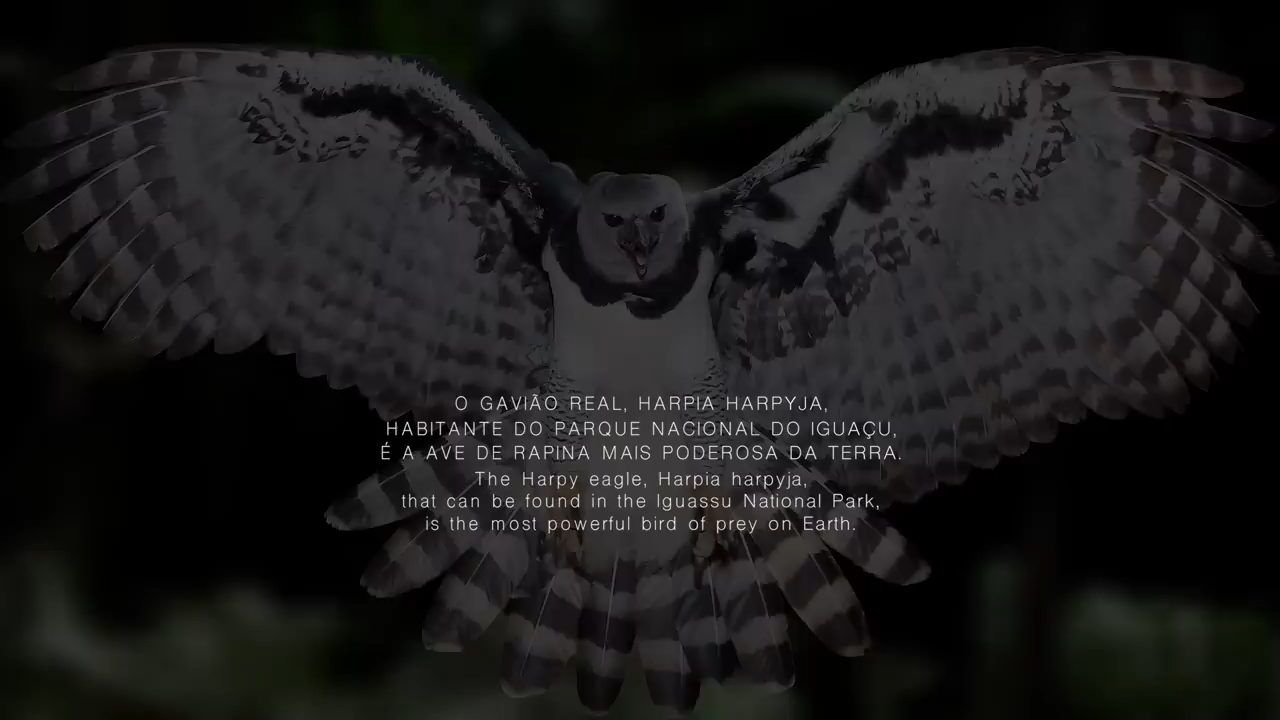 O GAVIÃO REAL, HARPIA HARPYJA,
HABITANTE DO PARQUE NACIONAL DO IGUAÇU,
É A AVE DE RAPINA MAIS PODEROSA DA TERRA.
The Harpy eagle, Harpia harpyja,
that can be found in the Iguassu National Park,
is the most powerful bird of prey on Earth.